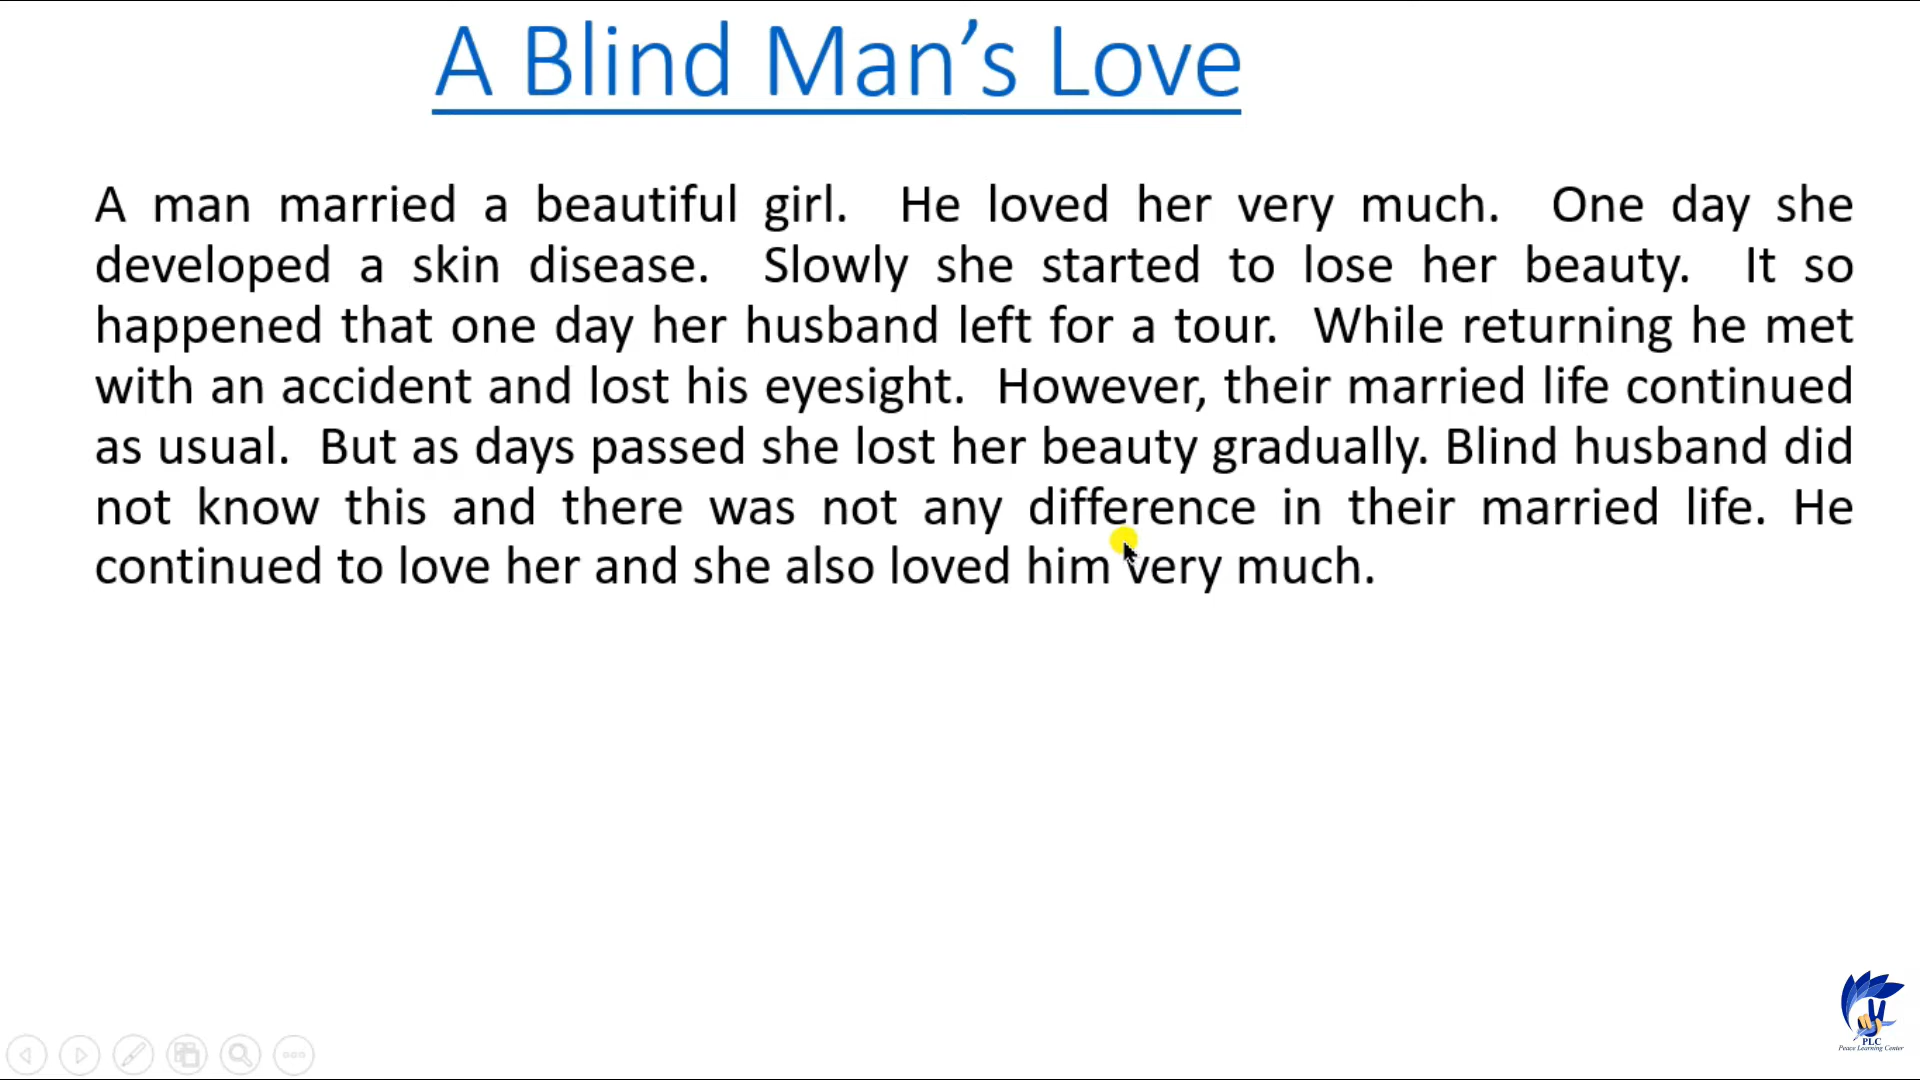 A Blind Man’s Love
A man married a beautiful girl. He loved her very much. One day she
developed a skin disease. Slowly she started to lose her beauty. It so
happened that one day her husband left for a tour. While returning he met
with an accident and lost his eyesight. However, their married life continued
as usual. But as days passed she lost her beauty gradually. Blind husband did
not know this and there was not any difference in their married life. He
continued to love her and she also loved him very much.
PLC
Peace Learning Center